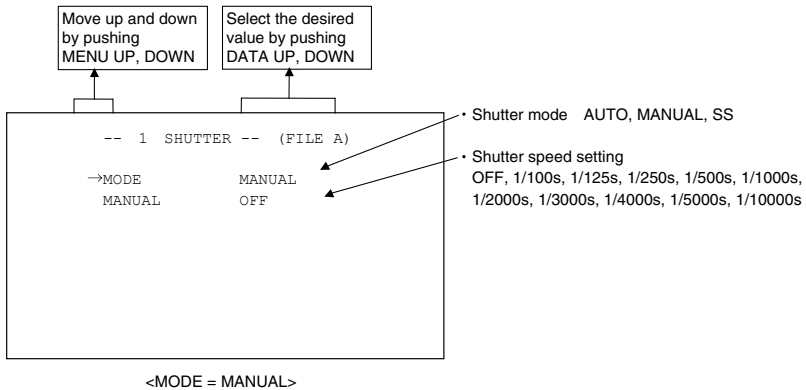 Move up and down
by pushing
MENU UP, DOWN
Select the desired
value by pushing
DATA UP, DOWN
-- 1 SHUTTER -- (FILE A)
→MODE MANUAL
MANUAL OFF
・Shutter mode AUTO, MANUAL, SS
・Shutter speed setting
OFF, 1/100s, 1/125s, 1/250s, 1/500s, 1/1000s,
1/2000s, 1/3000s, 1/4000s, 1/5000s, 1/10000s
<MODE = MANUAL>